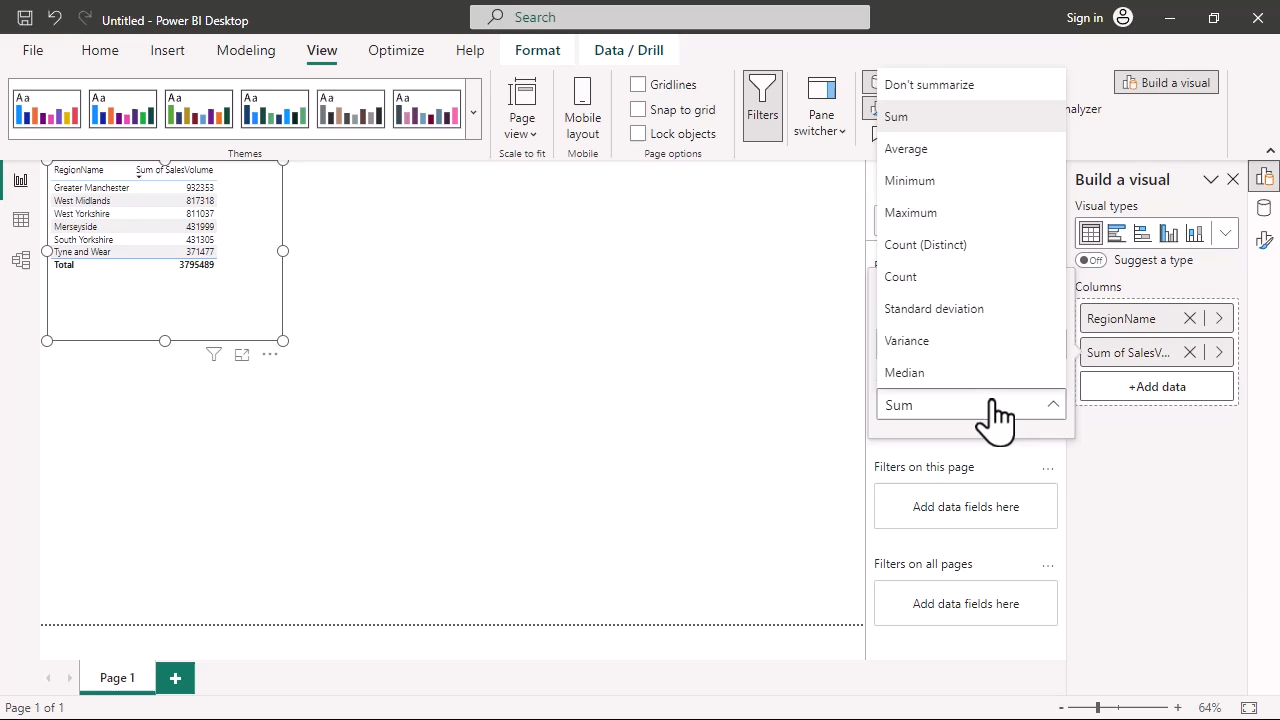 Untitled - Power BI Desktop
Search
Sign in
File
Home
Insert
Modeling
View
Optimize
Help
Format
Data / Drill
Aa
Aa
Aa
Aa
Aa
Aa
Themes
Page view
Scale to fit
Mobile layout
Mobile
Gridlines
Snap to grid
Lock objects
Page options
Filters
Pane switcher
Build a visual
Don't summarize
Sum
Average
Minimum
Maximum
Count (Distinct)
Count
Standard deviation
Variance
Median
Sum
RegionName Sum of SalesVolume
Greater Manchester 932353
West Midlands 817318
West Yorkshire 811037
Merseyside 431999
South Yorkshire 431305
Tyne and Wear 371477
Total 3795489
Filters on this page
Add data fields here
Filters on all pages
Add data fields here
Build a visual
Visual types
Off
Suggest a type
Columns
RegionName
Sum of SalesV...
+Add data
Page 1
Page 1 of 1
64%